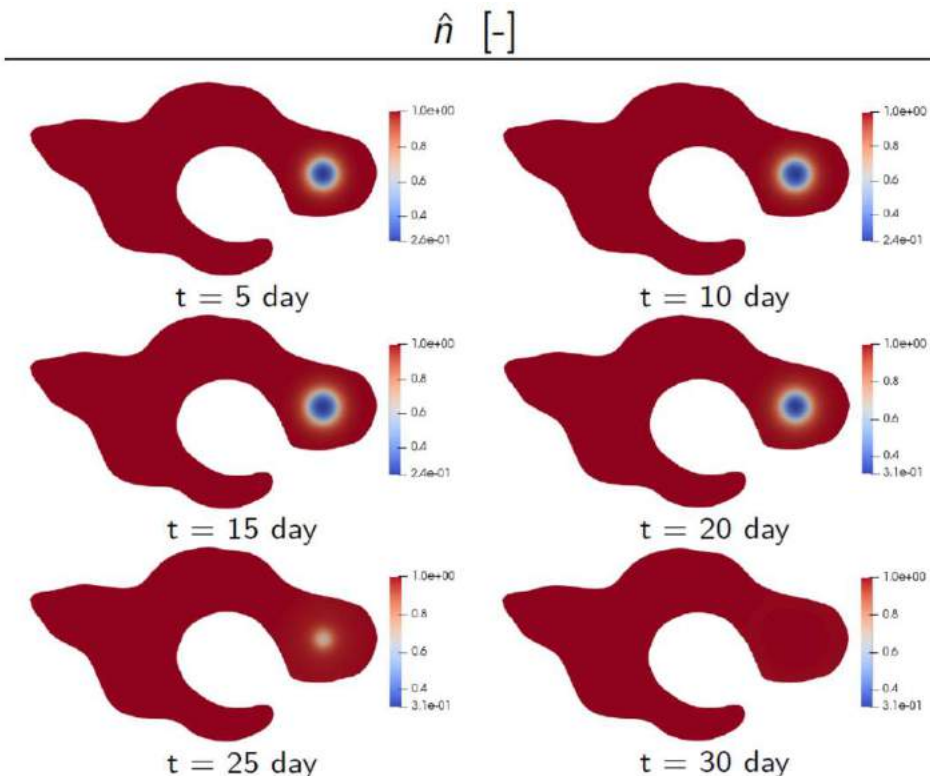 n̂ [-]
1.0e+00
0.8
0.6
0.4
2.6e-01
t = 5 day
1.0e+00
0.8
0.6
0.4
2.4e-01
t = 10 day
1.0e+00
0.8
0.6
0.4
2.4e-01
t = 15 day
1.0e+00
0.8
0.6
0.4
3.1e-01
t = 20 day
1.0e+00
0.8
0.6
0.4
3.1e-01
t = 25 day
1.0e+00
0.8
0.6
0.4
3.1e-01
t = 30 day